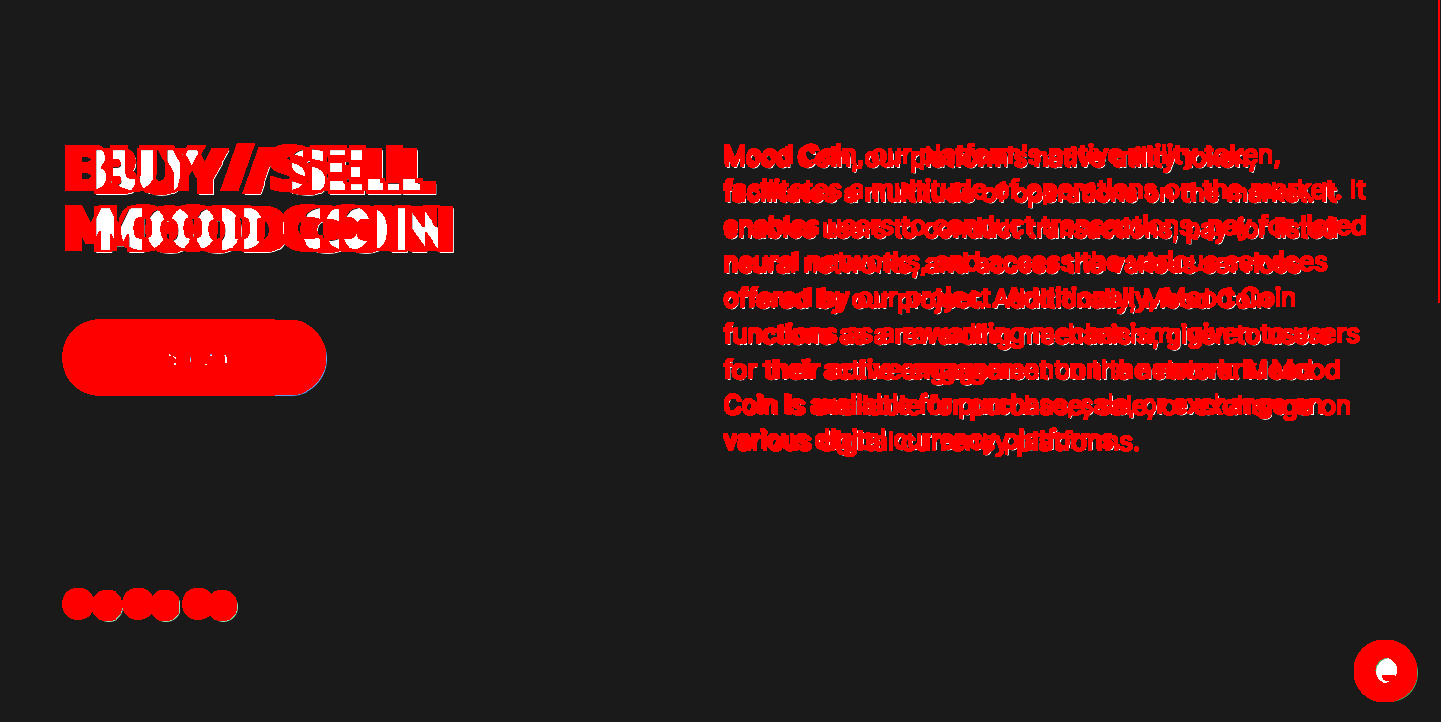 BUY / SELL
MOOD COIN
Mood Coin, our platform's native utility token,
facilitates a multitude of operations on the market. It
enables users to conduct transactions, pay for listed
neural networks, and access the various services
offered by our project. Additionally, Mood Coin
functions as a rewarding mechanism, given to users
for their active engagement on the network. Mood
Coin is available for purchase, sale, or exchange on
various digital currency platforms.